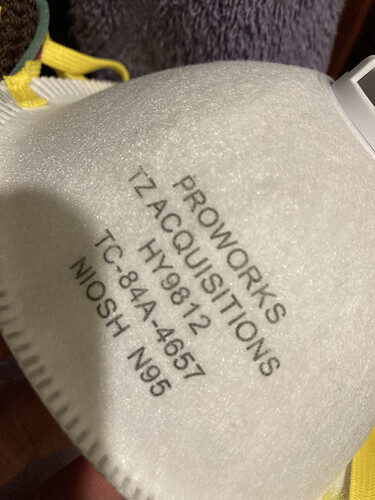 PROWORKS
TZ ACQUISITIONS
HY9812
TC-84A-4657
NIOSH N95